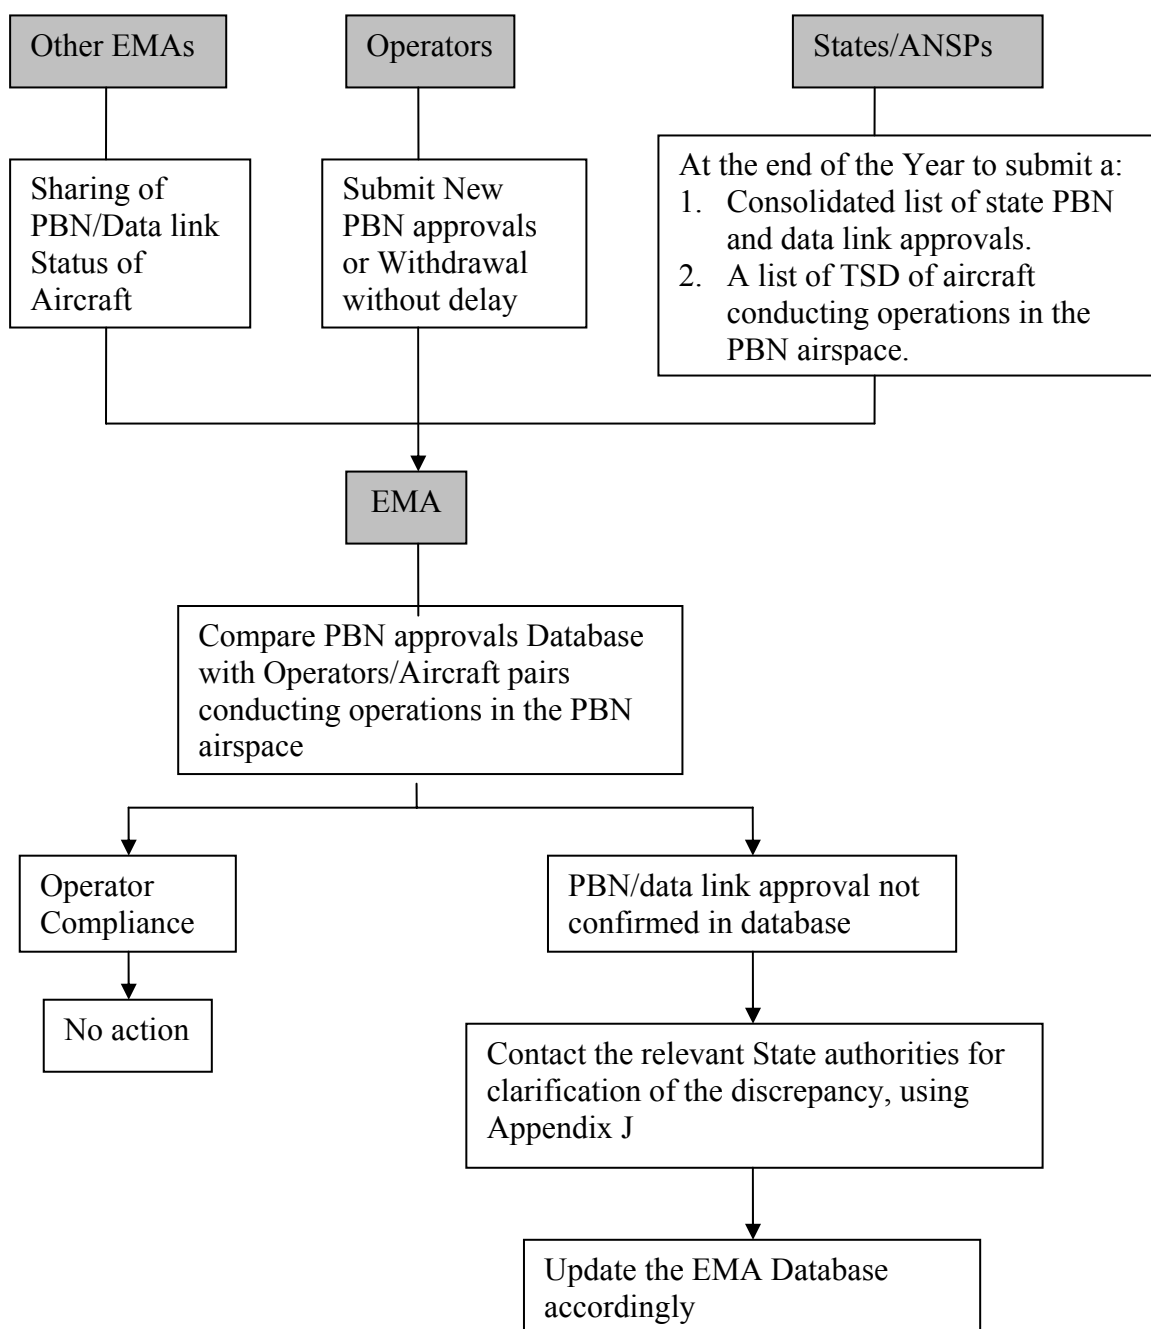 Other EMAs
Operators
States/ANSPs
Sharing of
PBN/Data link
Status of
Aircraft
Submit New
PBN approvals
or Withdrawal
without delay
At the end of the Year to submit a:
1. Consolidated list of state PBN
and data link approvals.
2. A list of TSD of aircraft
conducting operations in the
PBN airspace.
EMA
Compare PBN approvals Database
with Operators/Aircraft pairs
conducting operations in the PBN
airspace
Operator
Compliance
PBN/data link approval not
confirmed in database
No action
Contact the relevant State authorities for
clarification of the discrepancy, using
Appendix J
Update the EMA Database
accordingly